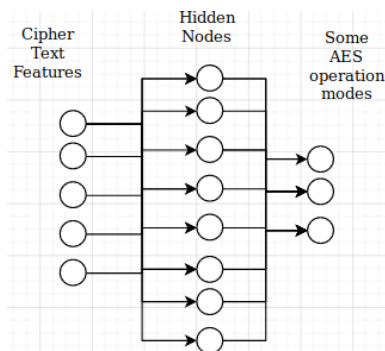 Cipher
Text
Features
Hidden
Nodes
Some
AES
operation
modes